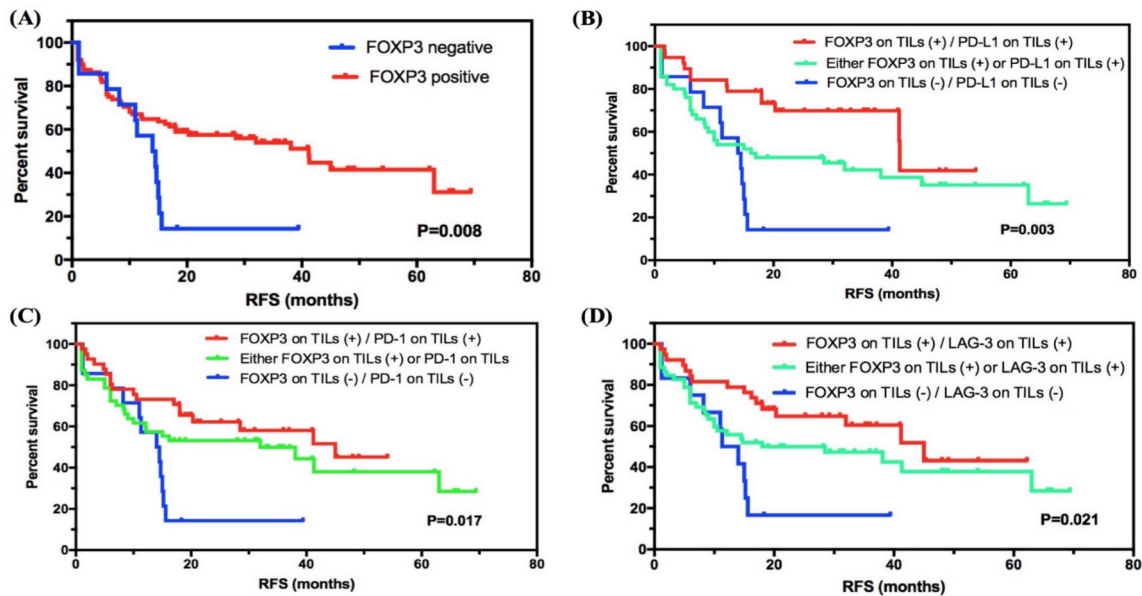 (A)
FOXP3 negative
FOXP3 positive
Percent survival
100
80
60
40
20
0
P=0.008
0 20 40 60 80
RFS (months)
(B)
FOXP3 on TILs (+) / PD-L1 on TILs (+)
Either FOXP3 on TILs (+) or PD-L1 on TILs (+)
FOXP3 on TILs (-) / PD-L1 on TILs (-)
Percent survival
100
80
60
40
20
0
P=0.003
0 20 40 60 80
RFS (months)
(C)
FOXP3 on TILs (+) / PD-1 on TILs (+)
Either FOXP3 on TILs (+) or PD-1 on TILs
FOXP3 on TILs (-) / PD-1 on TILs (-)
Percent survival
100
80
60
40
20
0
P=0.017
0 20 40 60 80
RFS (months)
(D)
FOXP3 on TILs (+) / LAG-3 on TILs (+)
Either FOXP3 on TILs (+) or LAG-3 on TILs (+)
FOXP3 on TILs (-) / LAG-3 on TILs (-)
Percent survival
100
80
60
40
20
0
P=0.021
0 20 40 60 80
RFS (months)